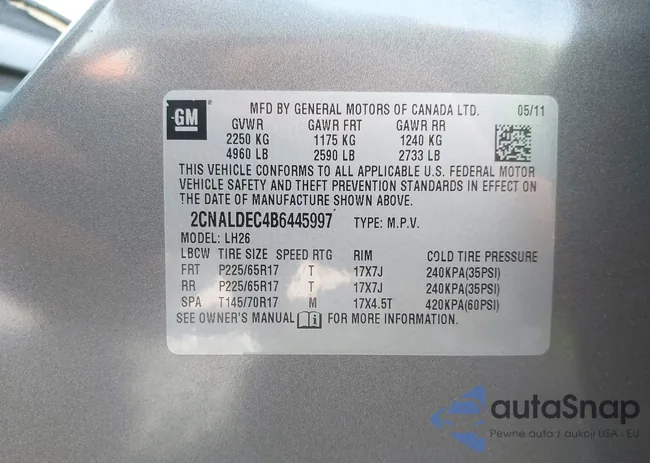 GM
MFD BY GENERAL MOTORS OF CANADA LTD. 05/11
GVWR GAWR FRT GAWR RR
2250 KG 1175 KG 1240 KG
4960 LB 2590 LB 2733 LB
THIS VEHICLE CONFORMS TO ALL APPLICABLE U.S. FEDERAL MOTOR
VEHICLE SAFETY AND THEFT PREVENTION STANDARDS IN EFFECT ON
THE DATE OF MANUFACTURE SHOWN ABOVE.
2CNALDEC4B6445997 TYPE: M.P.V.
MODEL: LH26
LBCW TIRE SIZE SPEED RTG RIM COLD TIRE PRESSURE
FRT P225/65R17 T 17X7J 240KPA(35PSI)
RR P225/65R17 T 17X7J 240KPA(35PSI)
SPA T145/70R17 M 17X4.5T 420KPA(60PSI)
SEE OWNER'S MANUAL FOR MORE INFORMATION.
autaSnap
Pewne auta z aukcji USA - EU